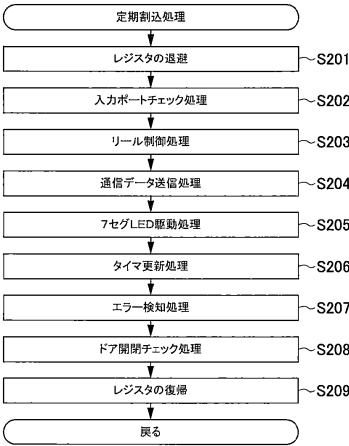 定期割込処理
レジスタの退避 S201
入力ポートチェック処理 S202
リール制御処理 S203
通信データ送信処理 S204
7セグLED駆動処理 S205
タイマ更新処理 S206
エラー検知処理 S207
ドア開閉チェック処理 S208
レジスタの復帰 S209
戻る